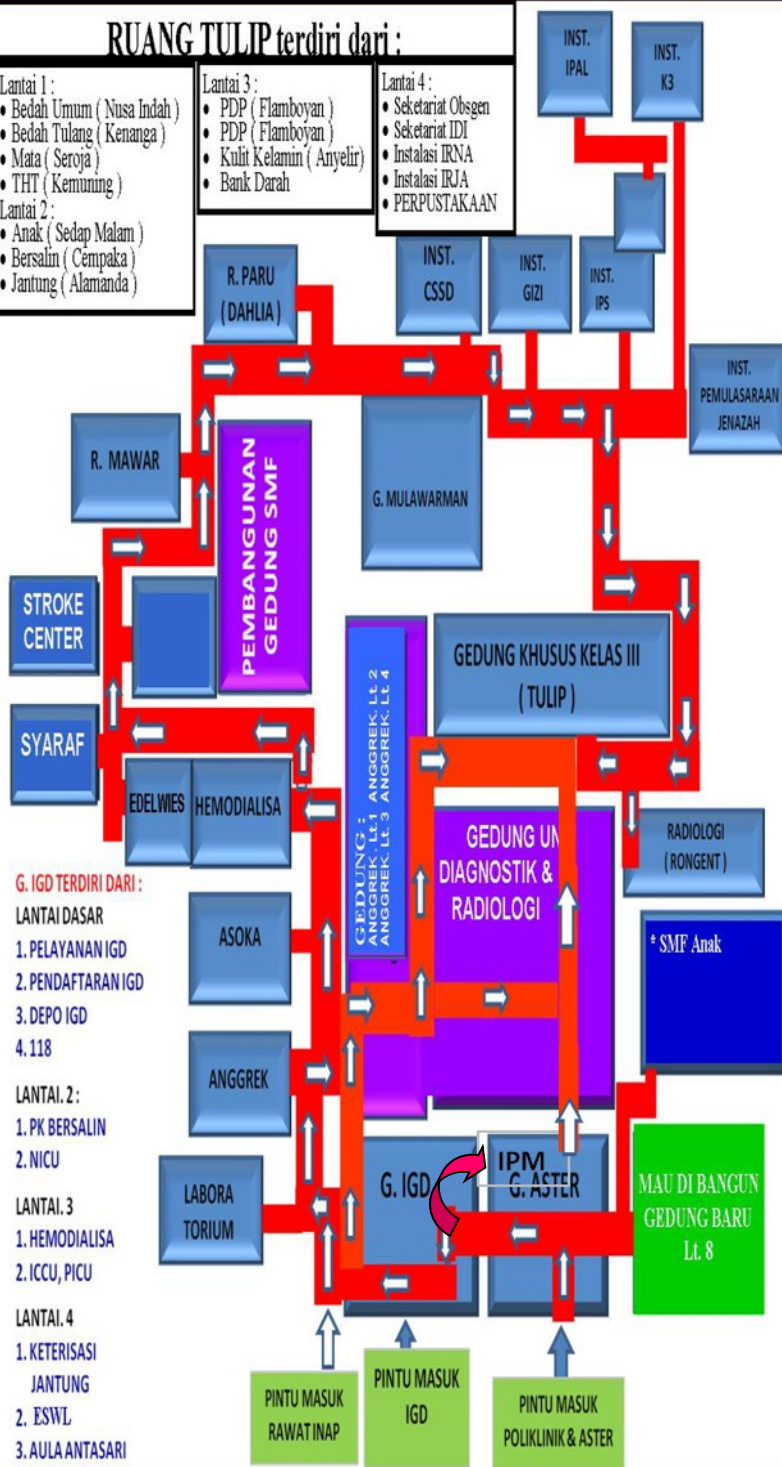 RUANG TULIP terdiri dari :
Lantai 1 :
• Bedah Umum ( Nusa Indah )
• Bedah Tulang ( Kenanga )
• Mata ( Seroja )
• THT ( Kemuning )
Lantai 2 :
• Anak ( Sedap Malam )
• Bersalin ( Cempaka )
• Jantung ( Alamanda )
Lantai 3 :
• PDP ( Flamboyan )
• PDP ( Flamboyan )
• Kulit Kelamin ( Anyelir)
• Bank Darah
Lantai 4 :
• Seketariat Obsgen
• Seketariat IDI
• Instalasi IRNA
• Instalasi IRJA
• PERPUSTAKAAN
INST.
IPAL
INST.
K3
R. PARU
( DAHLIA )
INST.
CSSD
INST.
GIZI
INST.
IPS
INST.
PEMULASARAAN
JENAZAH
R. MAWAR
PEMBANGUNAN
GEDUNG SMF
G. MULAWARMAN
STROKE
CENTER
SYARAF
EDELWIES
HEMODIALISA
GEDUNG :
ANGGREK. Lt.1 ANGGREK. Lt 2
ANGGREK. Lt 3 ANGGREK. Lt 4
GEDUNG KHUSUS KELAS III
( TULIP )
GEDUNG UN
DIAGNOSTIK &
RADIOLOGI
RADIOLOGI
( RONGENT )
* SMF Anak
ASOKA
ANGGREK
LABORA
TORIUM
G. IGD
IPM
G. ASTER
MAU DI BANGUN
GEDUNG BARU
Lt. 8
G. IGD TERDIRI DARI :
LANTAI DASAR
1. PELAYANAN IGD
2. PENDAFTARAN IGD
3. DEPO IGD
4. 118
LANTAI. 2 :
1. PK BERSALIN
2. NICU
LANTAI. 3
1. HEMODIALISA
2. ICCU, PICU
LANTAI. 4
1. KETERISASI
JANTUNG
2. ESWL
3. AULA ANTASARI
PINTU MASUK
RAWAT INAP
PINTU MASUK
IGD
PINTU MASUK
POLIKLINIK & ASTER